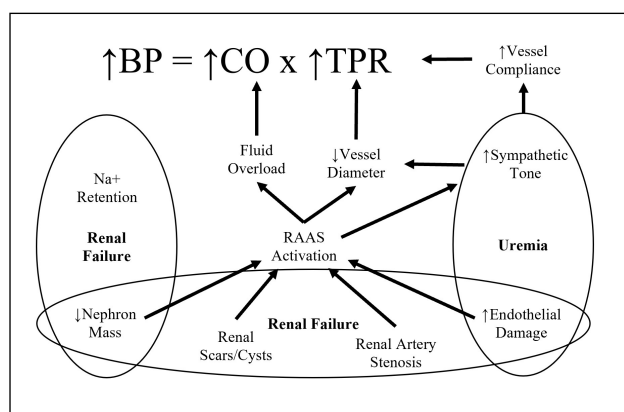 ↑BP = ↑CO x ↑TPR
↑Vessel
Compliance
Fluid
Overload
↓Vessel
Diameter
↑Sympathetic
Tone
Na+
Retention
Renal
Failure
RAAS
Activation
Uremia
↓Nephron
Mass
Renal
Scars/Cysts
Renal Failure
Renal Artery
Stenosis
↑Endothelial
Damage